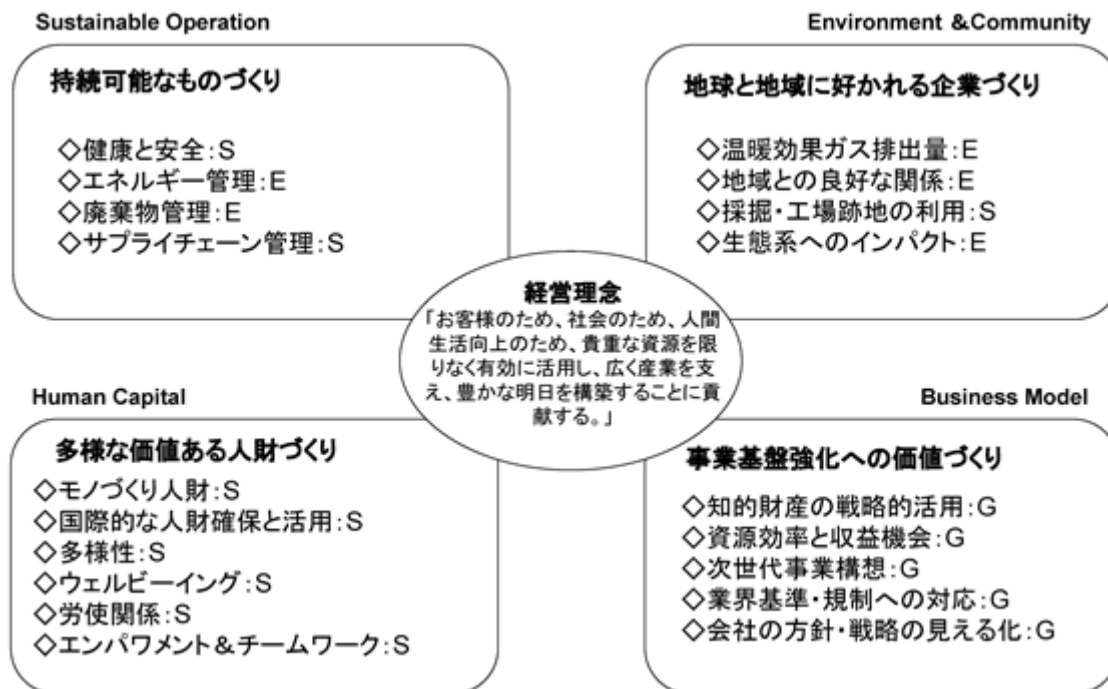 Sustainable Operation
持続可能なものづくり
◇健康と安全:S
◇エネルギー管理:E
◇廃棄物管理:E
◇サプライチェーン管理:S
Environment &Community
地球と地域に好かれる企業づくり
◇温暖効果ガス排出量:E
◇地域との良好な関係:E
◇採掘・工場跡地の利用:S
◇生態系へのインパクト:E
経営理念
「お客様のため、社会のため、人間
生活向上のため、貴重な資源を限
りなく有効に活用し、広く産業を支
え、豊かな明日を構築することに貢
献する。」
Human Capital
多様な価値ある人財づくり
◇モノづくり人財:S
◇国際的な人財確保と活用:S
◇多様性:S
◇ウェルビーイング:S
◇労使関係:S
◇エンパワメント&チームワーク:S
Business Model
事業基盤強化への価値づくり
◇知的財産の戦略的活用:G
◇資源効率と収益機会:G
◇次世代事業構想:G
◇業界基準・規制への対応:G
◇会社の方針・戦略の見える化:G